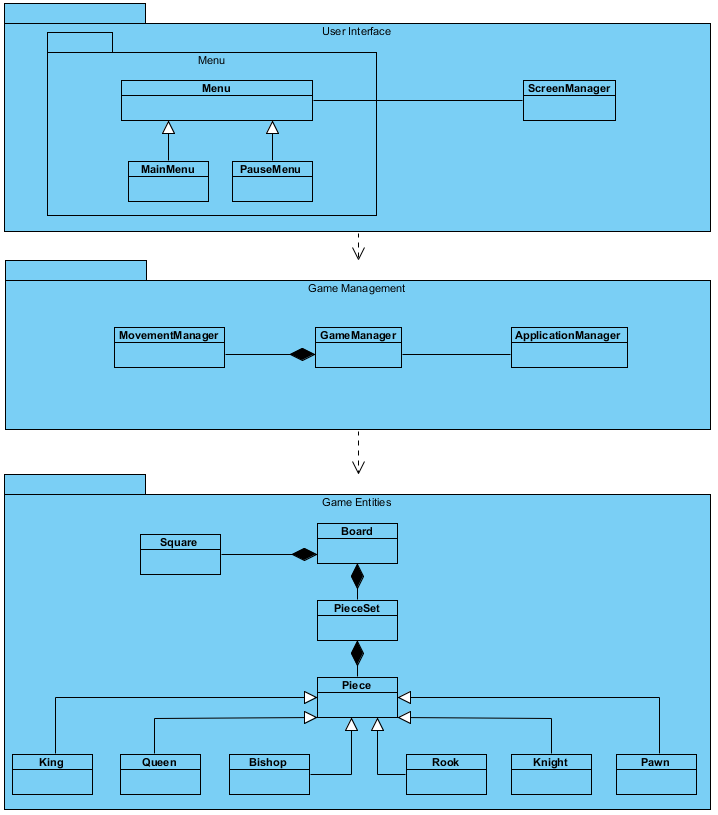 User Interface
Menu
Menu
ScreenManager
MainMenu
PauseMenu
Game Management
MovementManager
GameManager
ApplicationManager
Game Entities
Board
Square
PieceSet
Piece
King
Queen
Bishop
Rook
Knight
Pawn